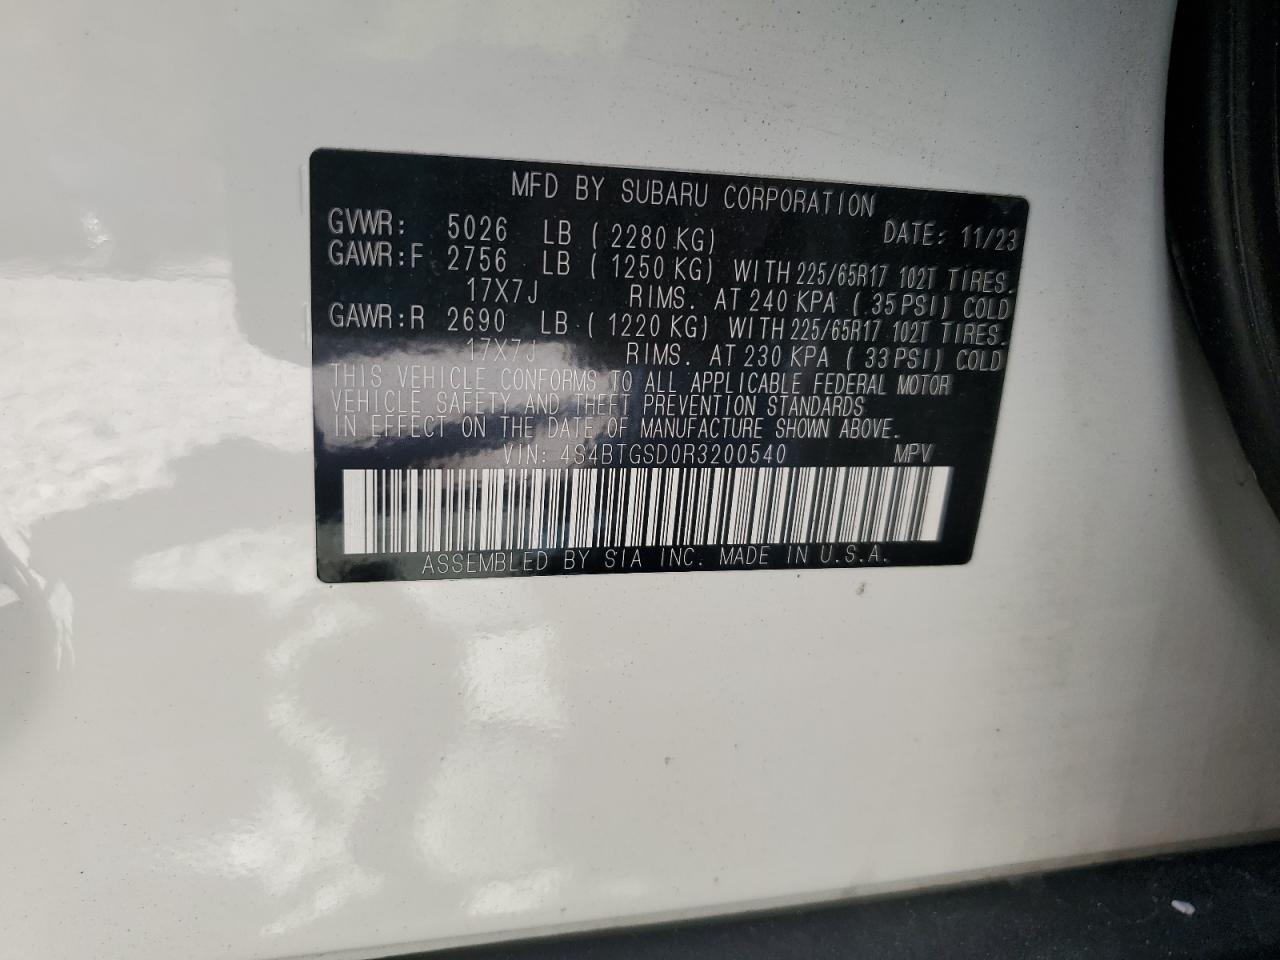 MFD BY SUBARU CORPORATION
GVWR: 5026 LB ( 2280 KG) DATE: 11/23
GAWR:F 2756 LB ( 1250 KG) WITH 225/65R17 102T TIRES.
17X7J RIMS. AT 240 KPA ( 35 PSI) COLD
GAWR:R 2690 LB ( 1220 KG) WITH 225/65R17 102T TIRES.
17X7J RIMS. AT 230 KPA ( 33 PSI) COLD
THIS VEHICLE CONFORMS TO ALL APPLICABLE FEDERAL MOTOR
VEHICLE SAFETY AND THEFT PREVENTION STANDARDS
IN EFFECT ON THE DATE OF MANUFACTURE SHOWN ABOVE.
VIN: 4S4BTGSD0R3200540 MPV
ASSEMBLED BY SIA INC. MADE IN U.S.A.